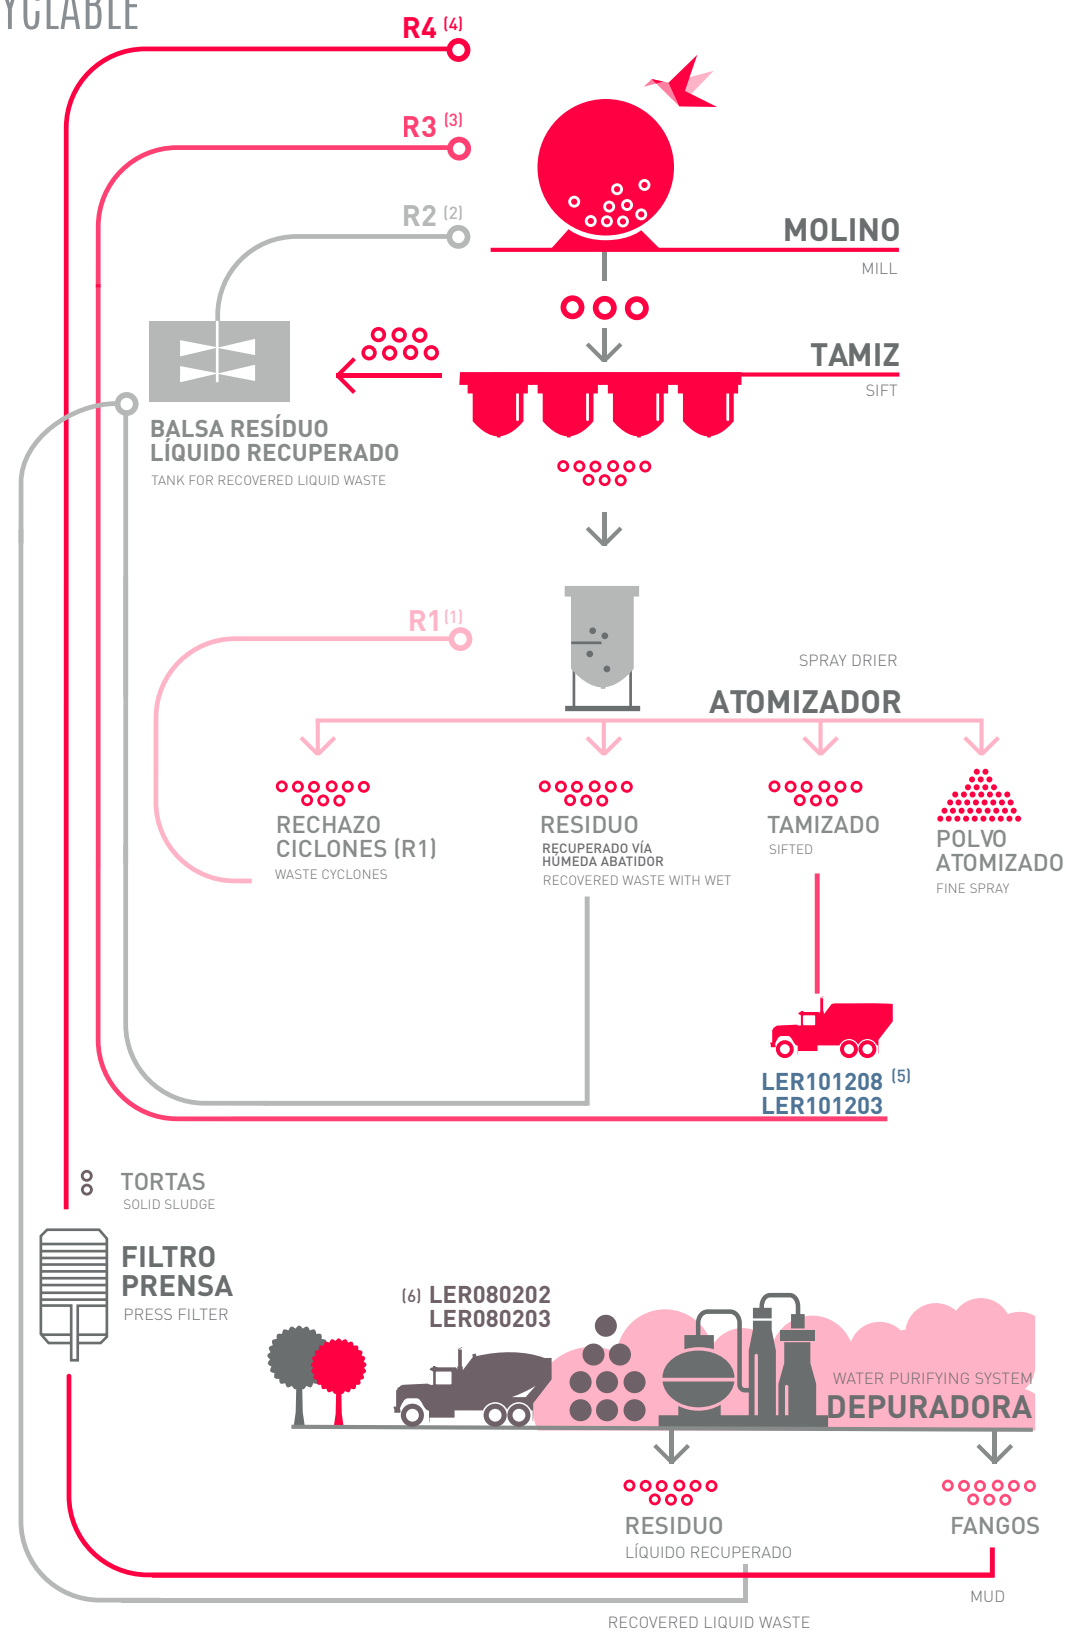 YCLABLE
R4 (4)
R3 (3)
R2 (2)
MOLINO
MILL
TAMIZ
SIFT
BALSA RESÍDUO
LÍQUIDO RECUPERADO
TANK FOR RECOVERED LIQUID WASTE
R1 (1)
SPRAY DRIER
ATOMIZADOR
RECHAZO
CICLONES (R1)
WASTE CYCLONES
RESIDUO
RECUPERADO VÍA
HÚMEDA ABATIDOR
RECOVERED WASTE WITH WET
TAMIZADO
SIFTED
POLVO
ATOMIZADO
FINE SPRAY
LER101208 (5)
LER101203
TORTAS
SOLID SLUDGE
FILTRO
PRENSA
PRESS FILTER
(6) LER080202
LER080203
WATER PURIFYING SYSTEM
DEPURADORA
RESIDUO
LÍQUIDO RECUPERADO
RECOVERED LIQUID WASTE
FANGOS
MUD